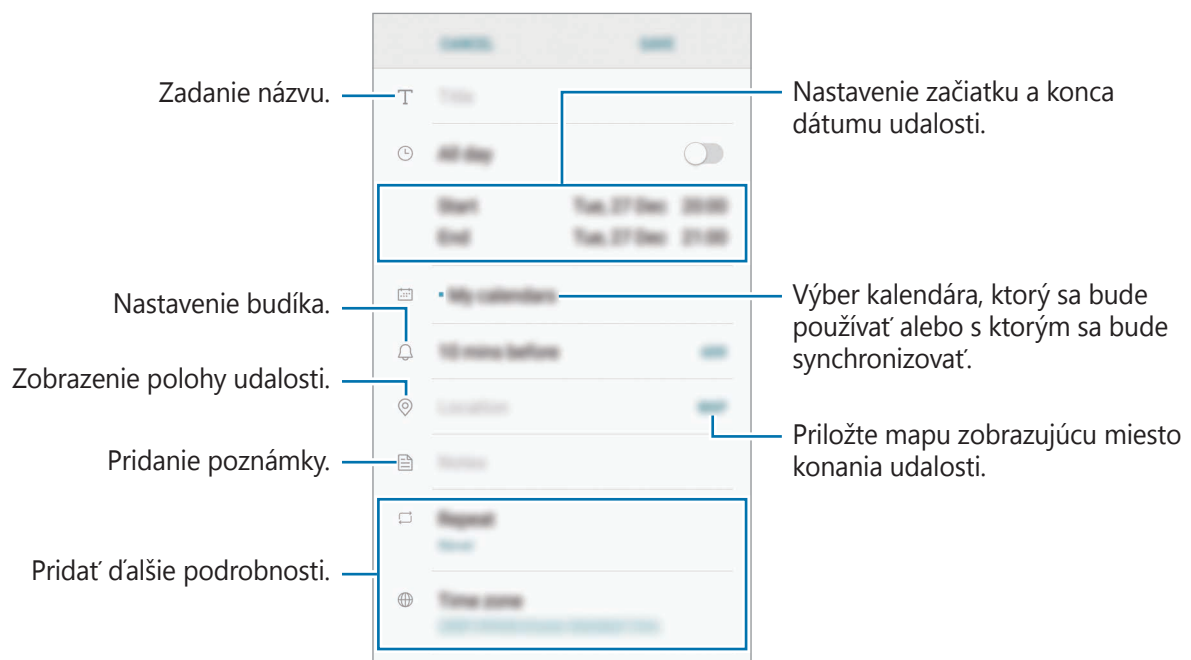 CANCEL
SAVE
Zadanie názvu.
Title
Nastavenie začiatku a konca
dátumu udalosti.
All day
Start Tue, 27 Dec 20:00
End Tue, 27 Dec 21:00
Nastavenie budíka.
My calendars
Výber kalendára, ktorý sa bude
používať alebo s ktorým sa bude
synchronizovať.
10 mins before
Zobrazenie polohy udalosti.
Location
MAP
Priložte mapu zobrazujúcu miesto
konania udalosti.
Pridanie poznámky.
Notes
Repeat
Never
Pridať ďalšie podrobnosti.
Time zone